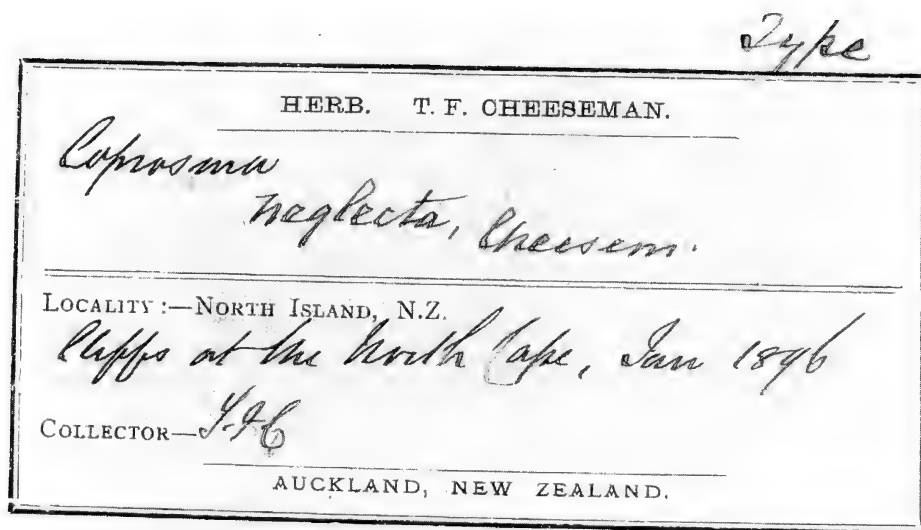 Type
HERB. T. F. CHEESEMAN.
Coprosma
neglecta, Cheesem.
LOCALITY:—NORTH ISLAND, N.Z.
Cliffs at the North Cape, Jan 1896
COLLECTOR—T.F.C
AUCKLAND, NEW ZEALAND.